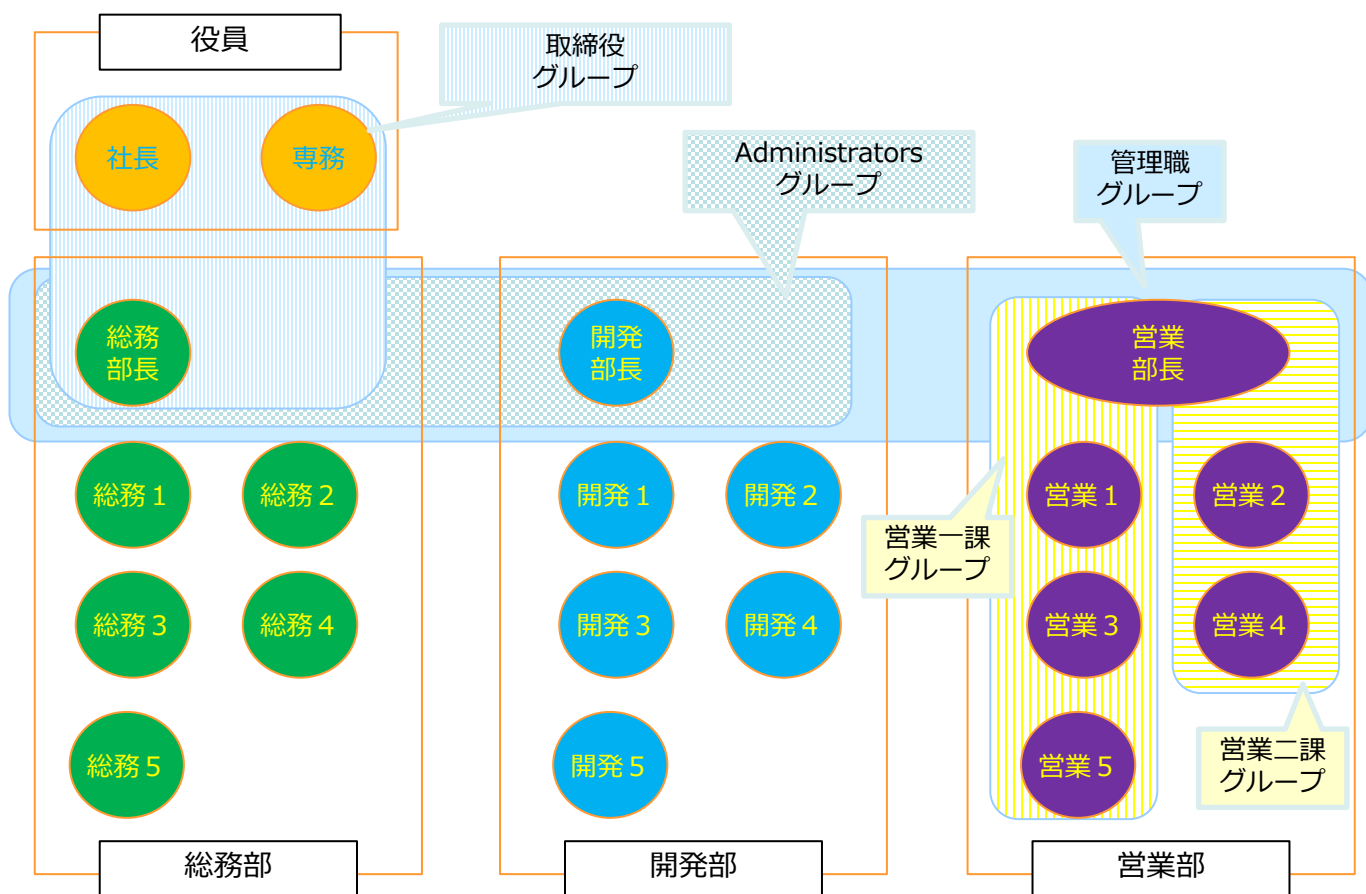 役員
取締役
グループ
社長
専務
Administrators
グループ
管理職
グループ
総務
部長
開発
部長
営業
部長
総務1
総務2
開発1
開発2
営業1
営業2
営業一課
グループ
総務3
総務4
開発3
開発4
営業3
営業4
総務5
開発5
営業5
営業二課
グループ
総務部
開発部
営業部